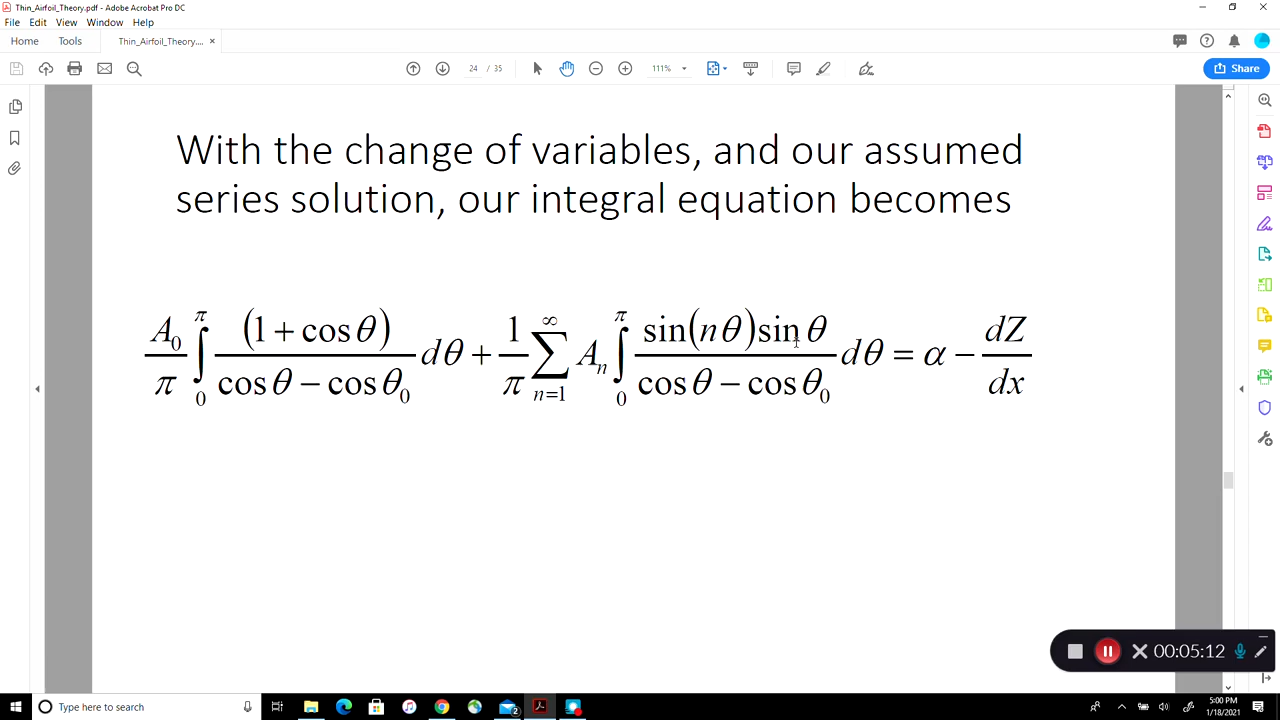 Thin_Airfoil_Theory.pdf - Adobe Acrobat Pro DC
File Edit View Window Help
Home Tools Thin_Airfoil_Theory.... ×
24 / 35 111% Share
With the change of variables, and our assumed
series solution, our integral equation becomes
A₀/π ∫₀^π (1 + cos θ)/(cos θ − cos θ₀) dθ + 1/π ∑_{n=1}^∞ Aₙ ∫₀^π sin(nθ)sin θ/(cos θ − cos θ₀) dθ = α − dZ/dx
00:05:12
Type here to search
2
5:00 PM
1/18/2021